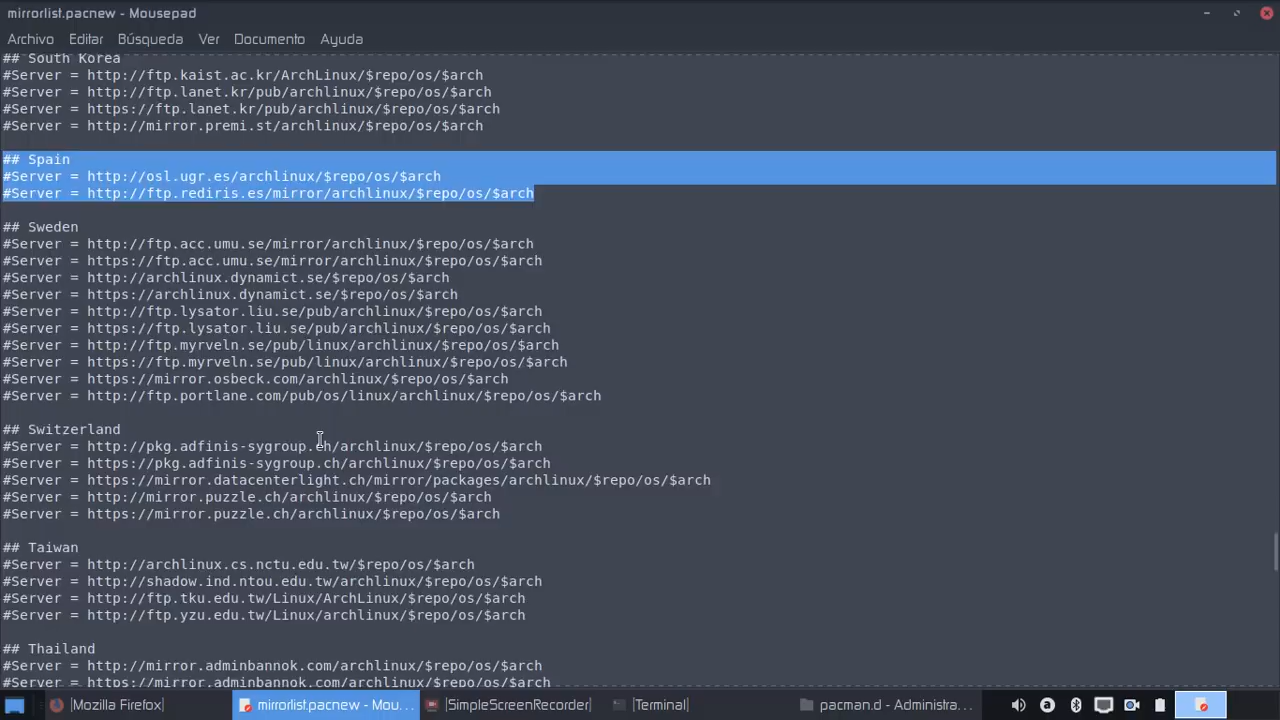 mirrorlist.pacnew - Mousepad
Archivo Editar Búsqueda Ver Documento Ayuda
## South Korea
#Server = http://ftp.kaist.ac.kr/ArchLinux/$repo/os/$arch
#Server = http://ftp.lanet.kr/pub/archlinux/$repo/os/$arch
#Server = https://ftp.lanet.kr/pub/archlinux/$repo/os/$arch
#Server = http://mirror.premi.st/archlinux/$repo/os/$arch
## Spain
#Server = http://osl.ugr.es/archlinux/$repo/os/$arch
#Server = http://ftp.rediris.es/mirror/archlinux/$repo/os/$arch
## Sweden
#Server = http://ftp.acc.umu.se/mirror/archlinux/$repo/os/$arch
#Server = https://ftp.acc.umu.se/mirror/archlinux/$repo/os/$arch
#Server = http://archlinux.dynamict.se/$repo/os/$arch
#Server = https://archlinux.dynamict.se/$repo/os/$arch
#Server = http://ftp.lysator.liu.se/pub/archlinux/$repo/os/$arch
#Server = https://ftp.lysator.liu.se/pub/archlinux/$repo/os/$arch
#Server = http://ftp.myrveln.se/pub/linux/archlinux/$repo/os/$arch
#Server = https://ftp.myrveln.se/pub/linux/archlinux/$repo/os/$arch
#Server = https://mirror.osbeck.com/archlinux/$repo/os/$arch
#Server = http://ftp.portlane.com/pub/os/linux/archlinux/$repo/os/$arch
## Switzerland
#Server = http://pkg.adfinis-sygroup.ch/archlinux/$repo/os/$arch
#Server = https://pkg.adfinis-sygroup.ch/archlinux/$repo/os/$arch
#Server = https://mirror.datacenterlight.ch/mirror/packages/archlinux/$repo/os/$arch
#Server = http://mirror.puzzle.ch/archlinux/$repo/os/$arch
#Server = https://mirror.puzzle.ch/archlinux/$repo/os/$arch
## Taiwan
#Server = http://archlinux.cs.nctu.edu.tw/$repo/os/$arch
#Server = http://shadow.ind.ntou.edu.tw/archlinux/$repo/os/$arch
#Server = http://ftp.tku.edu.tw/Linux/ArchLinux/$repo/os/$arch
#Server = http://ftp.yzu.edu.tw/Linux/archlinux/$repo/os/$arch
## Thailand
#Server = http://mirror.adminbannok.com/archlinux/$repo/os/$arch
#Server = https://mirror.adminbannok.com/archlinux/$repo/os/$arch
|Mozilla Firefox| mirrorlist.pacnew - Mou... |SimpleScreenRecorder| |Terminal| pacman.d - Administra...